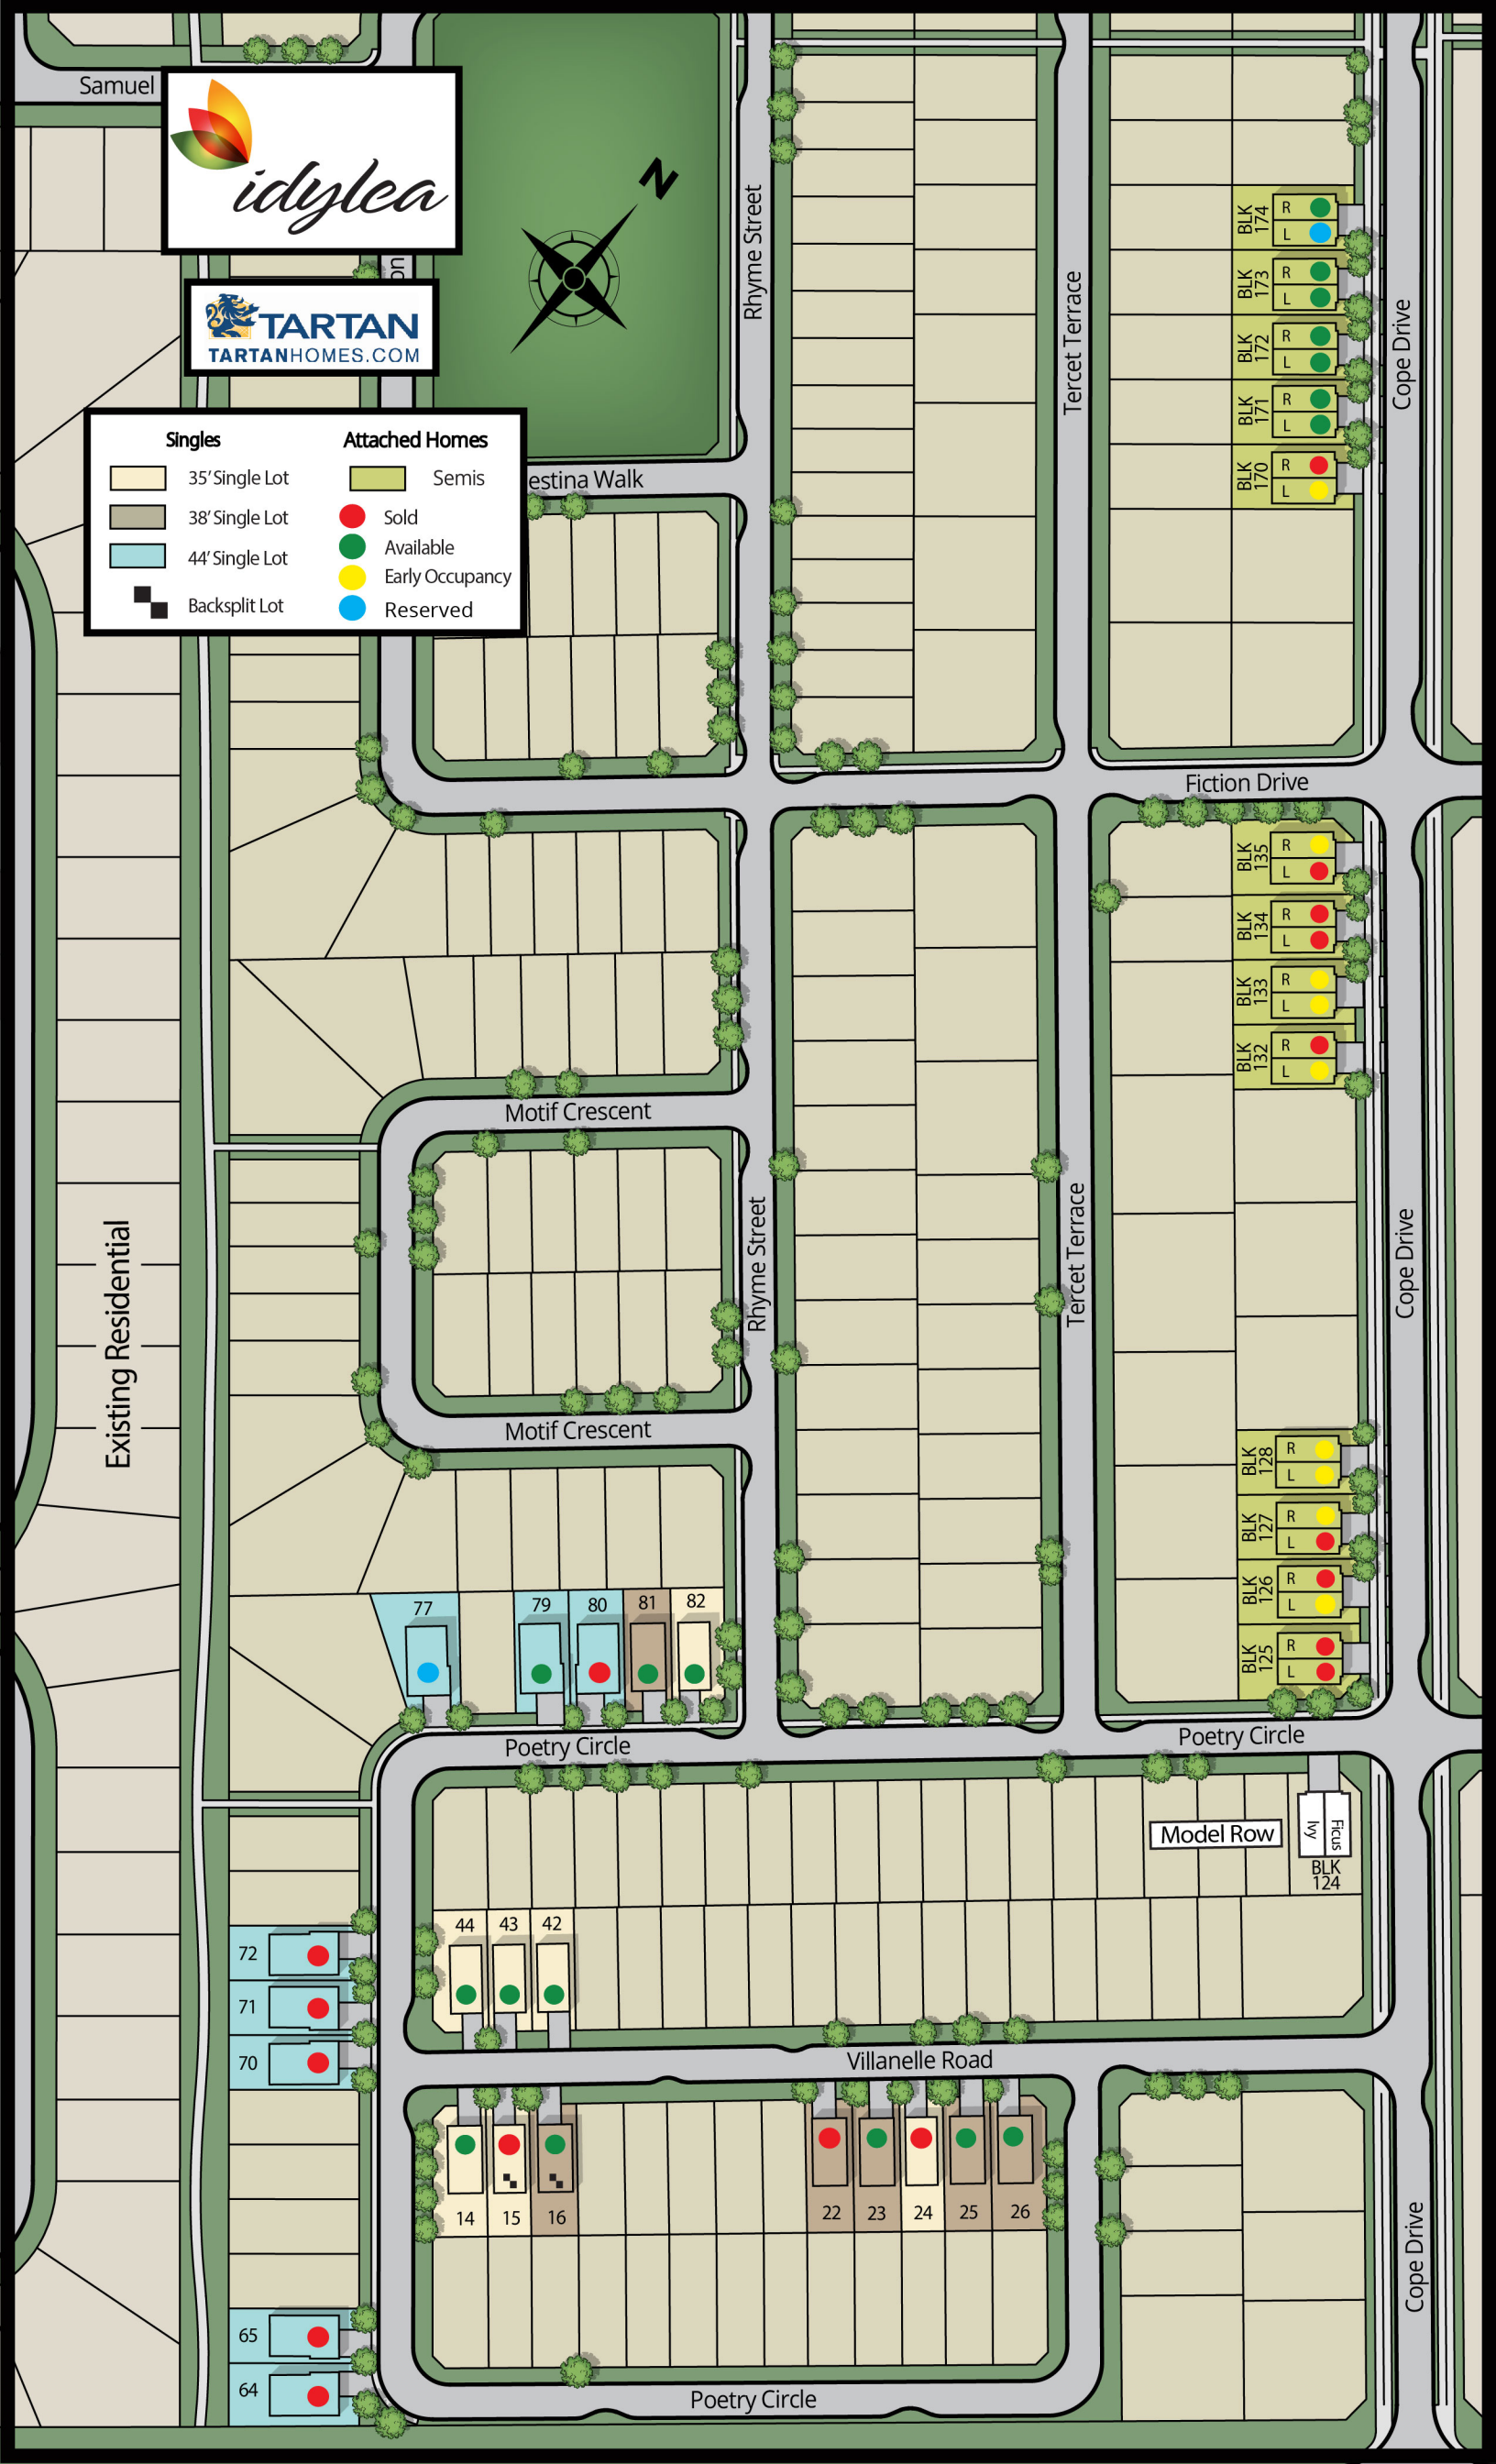 Samuel
idylea
on
TARTAN
TARTANHOMES.COM
N
Rhyme Street
Tercet Terrace
Cope Drive
BLK 174
R
L
BLK 173
R
L
BLK 172
R
L
BLK 171
R
L
BLK 170
R
L
Singles
35' Single Lot
38' Single Lot
44' Single Lot
Backsplit Lot
Attached Homes
Semis
Sold
Available
Early Occupancy
Reserved
estina Walk
Fiction Drive
BLK 135
R
L
BLK 134
R
L
BLK 133
R
L
BLK 132
R
L
Motif Crescent
Existing Residential
Rhyme Street
Tercet Terrace
Cope Drive
Motif Crescent
BLK 128
R
L
BLK 127
R
L
BLK 126
R
L
BLK 125
R
L
77
79
80
81
82
Poetry Circle
Poetry Circle
Model Row
Ivy
Ficus
BLK
124
44
43
42
72
71
70
Villanelle Road
14
15
16
22
23
24
25
26
65
64
Cope Drive
Poetry Circle